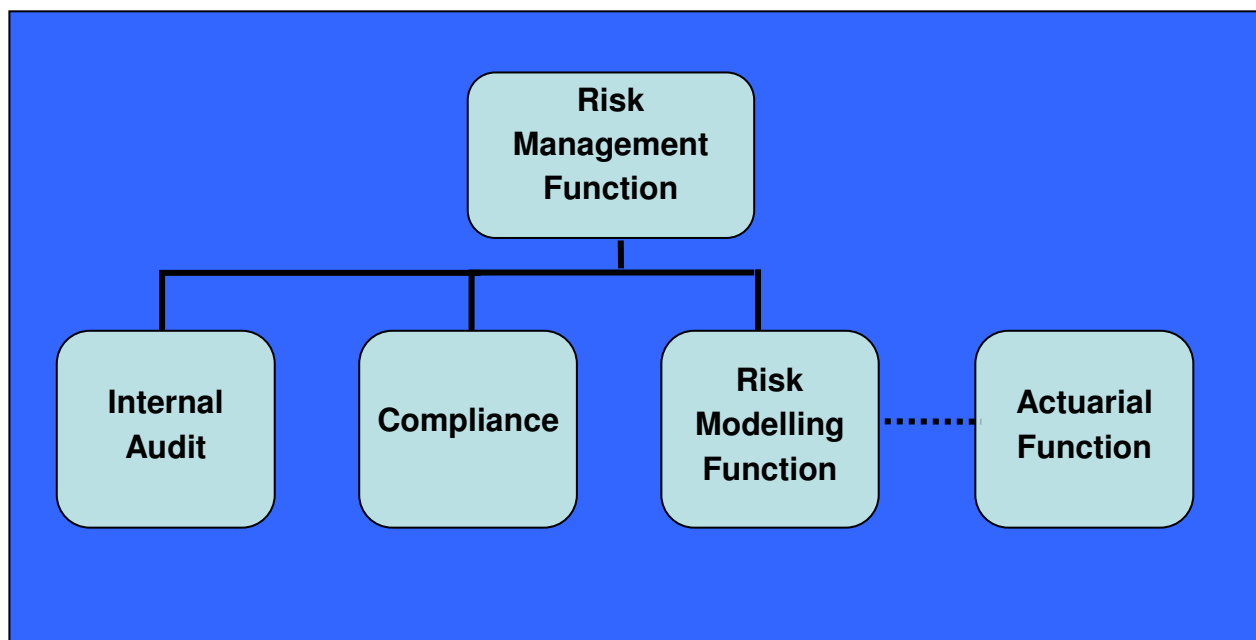 Risk
Management
Function
Internal
Audit
Compliance
Risk
Modelling
Function
Actuarial
Function